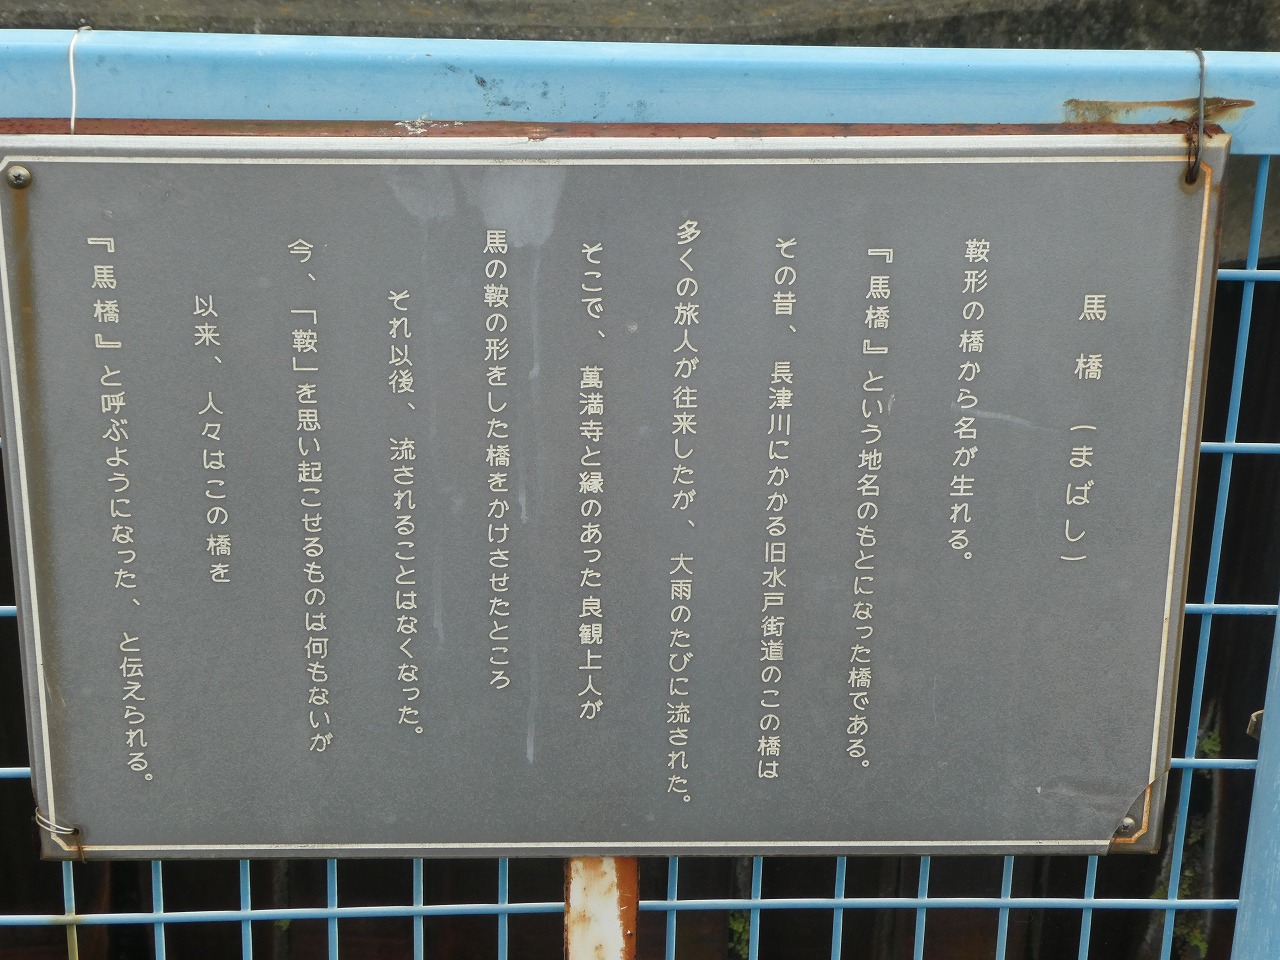 馬橋（まばし）
鞍形の橋から名が生れる。
『馬橋』という地名のもとになった橋である。
その昔、長津川にかかる旧水戸街道のこの橋は
多くの旅人が往来したが、大雨のたびに流された。
そこで、萬満寺と縁のあった良観上人が
馬の鞍の形をした橋をかけさせたところ
それ以後、流されることはなくなった。
今、「鞍」を思い起こせるものは何もないが
以来、人々はこの橋を
『馬橋』と呼ぶようになった、と伝えられる。